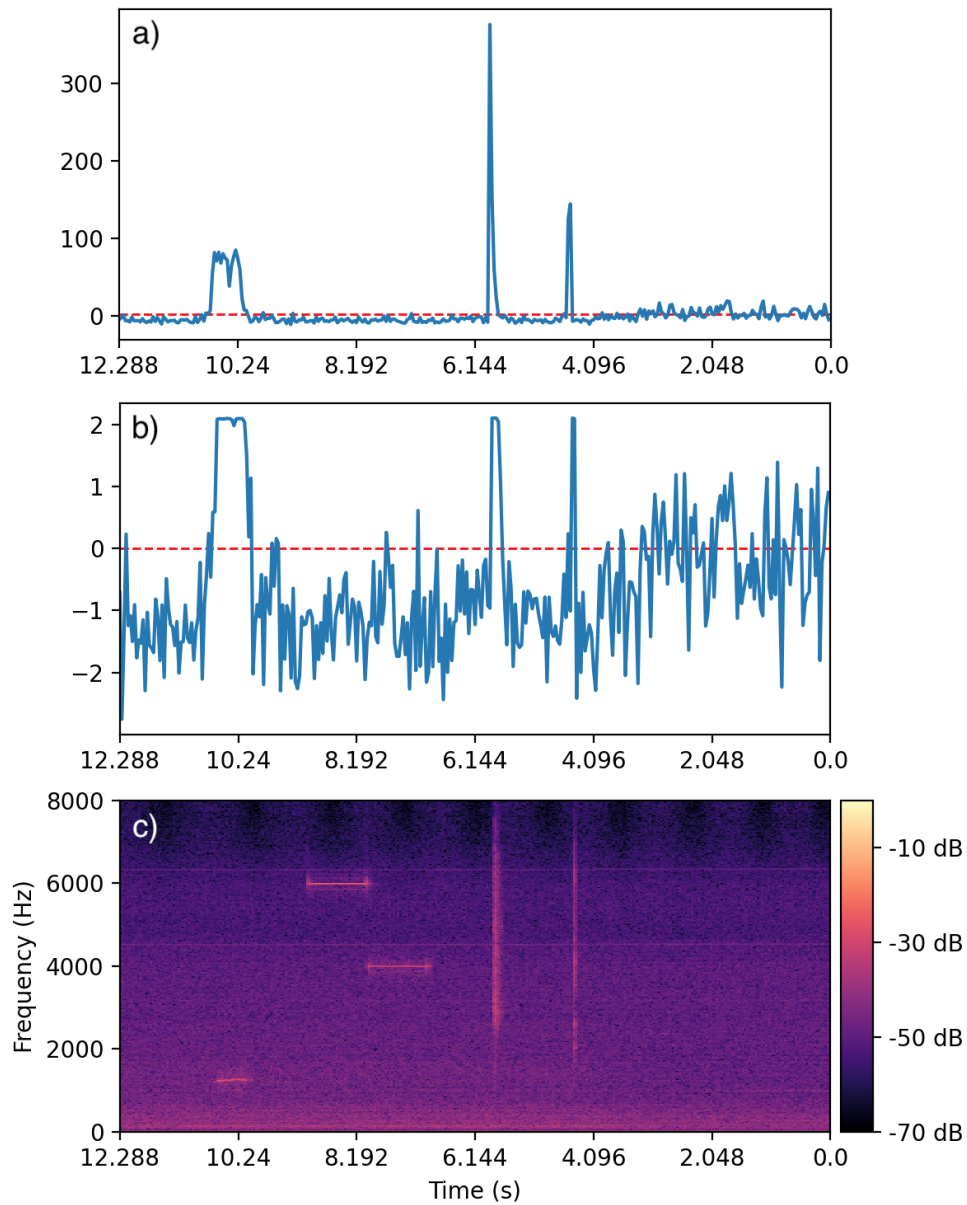 a)
300
200
100
0
12.288 10.24 8.192 6.144 4.096 2.048 0.0
b)
2
1
0
−1
−2
12.288 10.24 8.192 6.144 4.096 2.048 0.0
c)
8000
6000
4000
2000
0
Frequency (Hz)
12.288 10.24 8.192 6.144 4.096 2.048 0.0
Time (s)
-10 dB
-30 dB
-50 dB
-70 dB